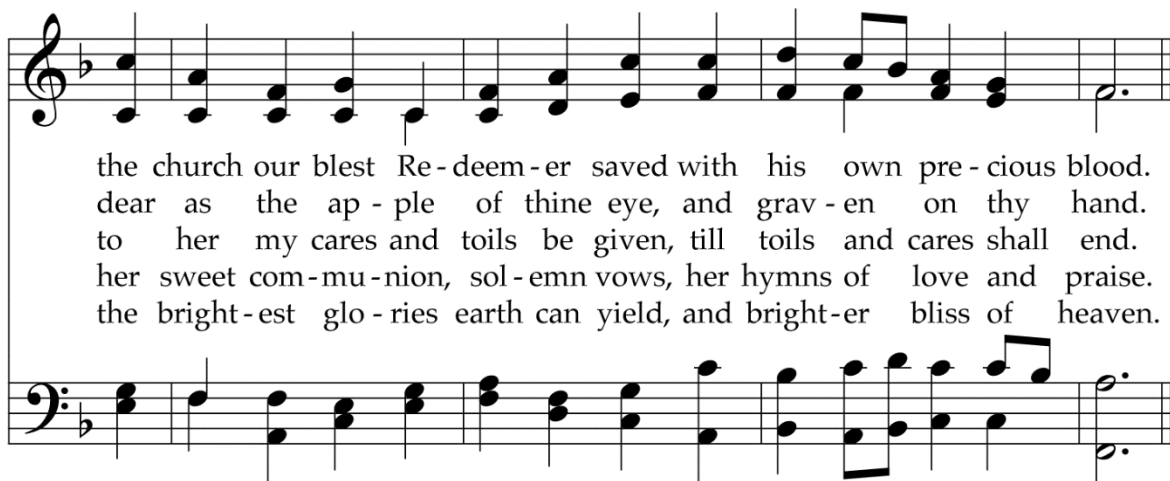 the church our blest Re-deem-er saved with his own pre-cious blood.
dear as the ap-ple of thine eye, and grav-en on thy hand.
to her my cares and toils be given, till toils and cares shall end.
her sweet com-mu-nion, sol-emn vows, her hymns of love and praise.
the bright-est glo-ries earth can yield, and bright-er bliss of heaven.